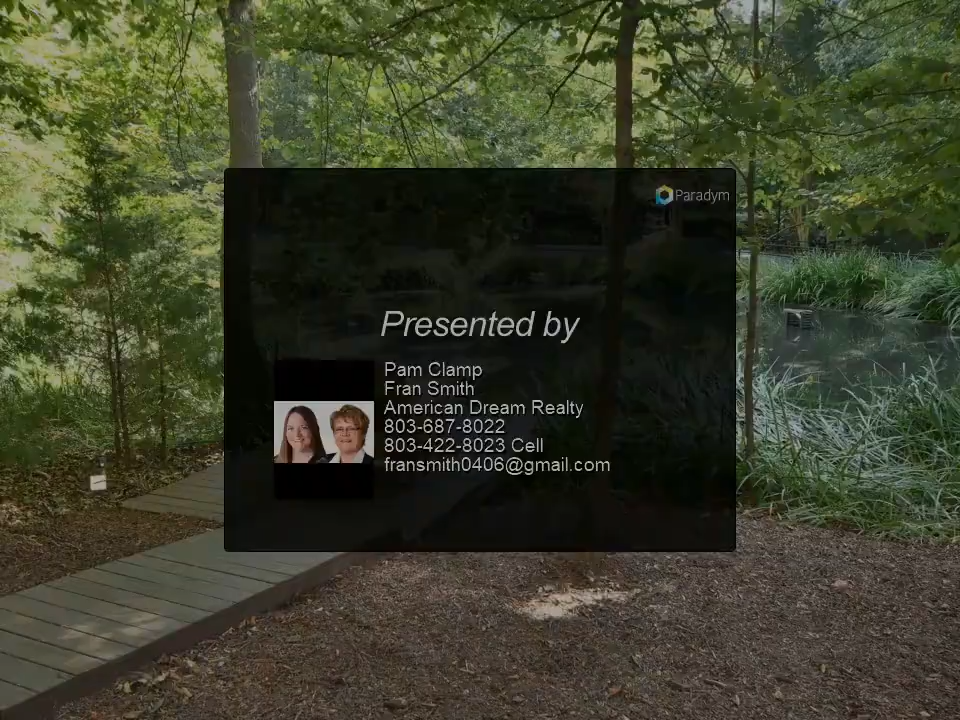 Paradym
Presented by
Pam Clamp
Fran Smith
American Dream Realty
803-687-8022
803-422-8023 Cell
fransmith0406@gmail.com